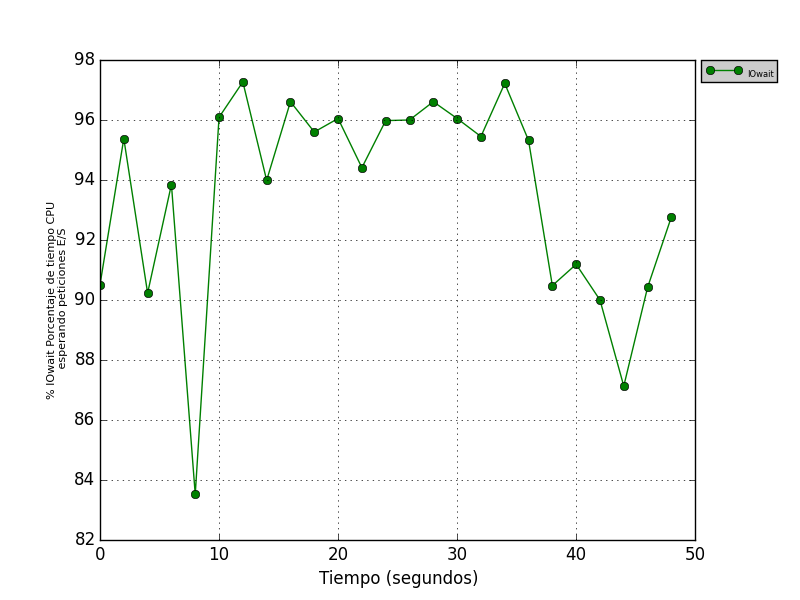 98
96
94
92
90
88
86
84
82
0 10 20 30 40 50
% IOwait Porcentaje de tiempo CPU
esperando peticiones E/S
Tiempo (segundos)
IOwait